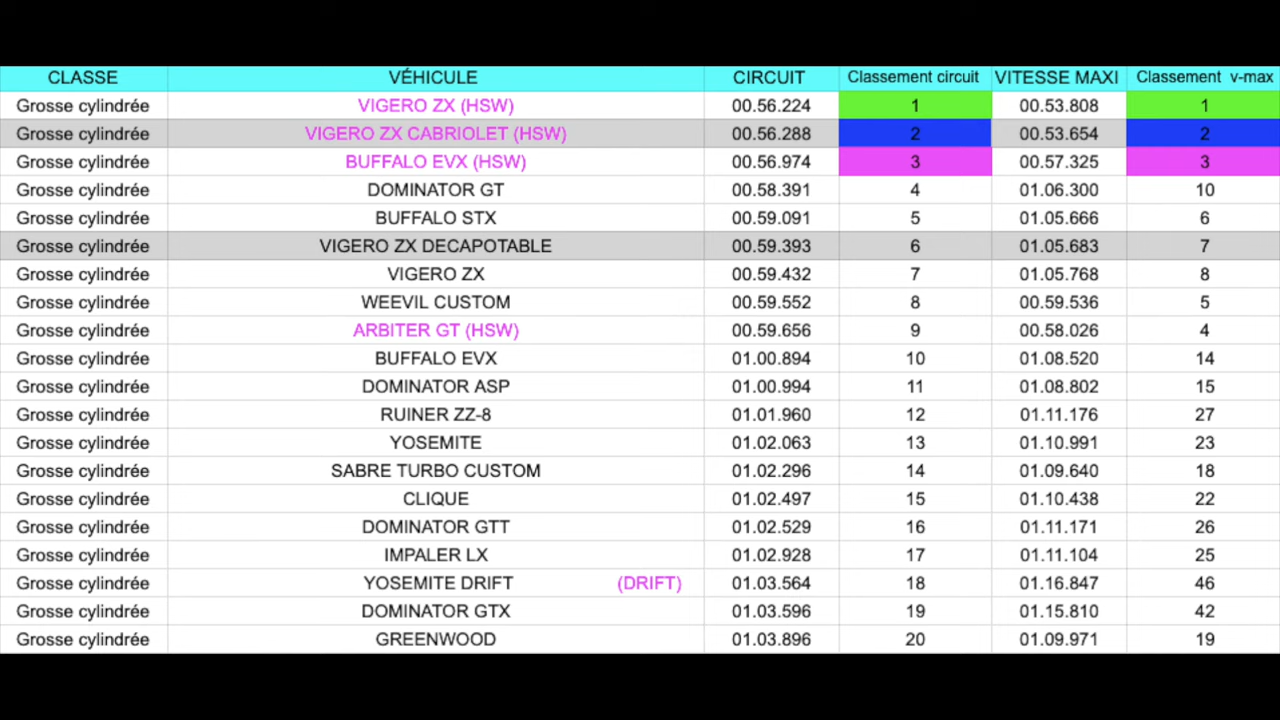 CLASSE VÉHICULE CIRCUIT Classement circuit VITESSE MAXI Classement v-max
Grosse cylindrée VIGERO ZX (HSW) 00.56.224 1 00.53.808 1
Grosse cylindrée VIGERO ZX CABRIOLET (HSW) 00.56.288 2 00.53.654 2
Grosse cylindrée BUFFALO EVX (HSW) 00.56.974 3 00.57.325 3
Grosse cylindrée DOMINATOR GT 00.58.391 4 01.06.300 10
Grosse cylindrée BUFFALO STX 00.59.091 5 01.05.666 6
Grosse cylindrée VIGERO ZX DECAPOTABLE 00.59.393 6 01.05.683 7
Grosse cylindrée VIGERO ZX 00.59.432 7 01.05.768 8
Grosse cylindrée WEEVIL CUSTOM 00.59.552 8 00.59.536 5
Grosse cylindrée ARBITER GT (HSW) 00.59.656 9 00.58.026 4
Grosse cylindrée BUFFALO EVX 01.00.894 10 01.08.520 14
Grosse cylindrée DOMINATOR ASP 01.00.994 11 01.08.802 15
Grosse cylindrée RUINER ZZ-8 01.01.960 12 01.11.176 27
Grosse cylindrée YOSEMITE 01.02.063 13 01.10.991 23
Grosse cylindrée SABRE TURBO CUSTOM 01.02.296 14 01.09.640 18
Grosse cylindrée CLIQUE 01.02.497 15 01.10.438 22
Grosse cylindrée DOMINATOR GTT 01.02.529 16 01.11.171 26
Grosse cylindrée IMPALER LX 01.02.928 17 01.11.104 25
Grosse cylindrée YOSEMITE DRIFT (DRIFT) 01.03.564 18 01.16.847 46
Grosse cylindrée DOMINATOR GTX 01.03.596 19 01.15.810 42
Grosse cylindrée GREENWOOD 01.03.896 20 01.09.971 19